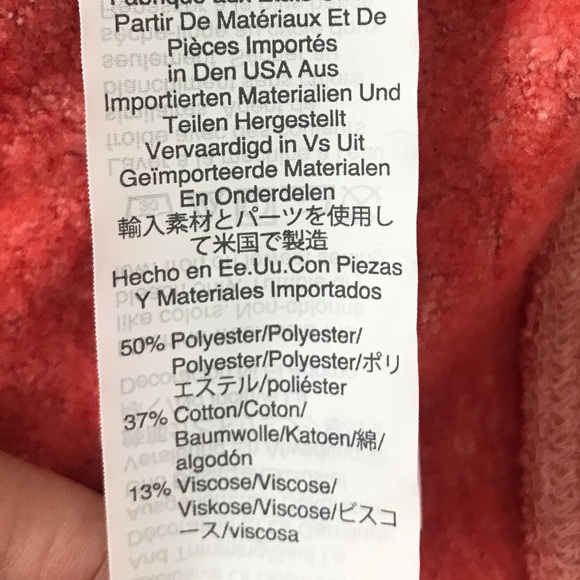 Partir De Matériaux Et De
Pièces Importés
in Den USA Aus
Importierten Materialien Und
Teilen Hergestellt
Vervaardigd in Vs Uit
Geïmporteerde Materialen
En Onderdelen
輸入素材とパーツを使用し
て米国で製造
Hecho en Ee.Uu.Con Piezas
Y Materiales Importados
50% Polyester/Polyester/
Polyester/Polyester/ポリ
エステル/poliéster
37% Cotton/Coton/
Baumwolle/Katoen/綿/
algodón
13% Viscose/Viscose/
Viskose/Viscose/ビスコ
ース/viscosa